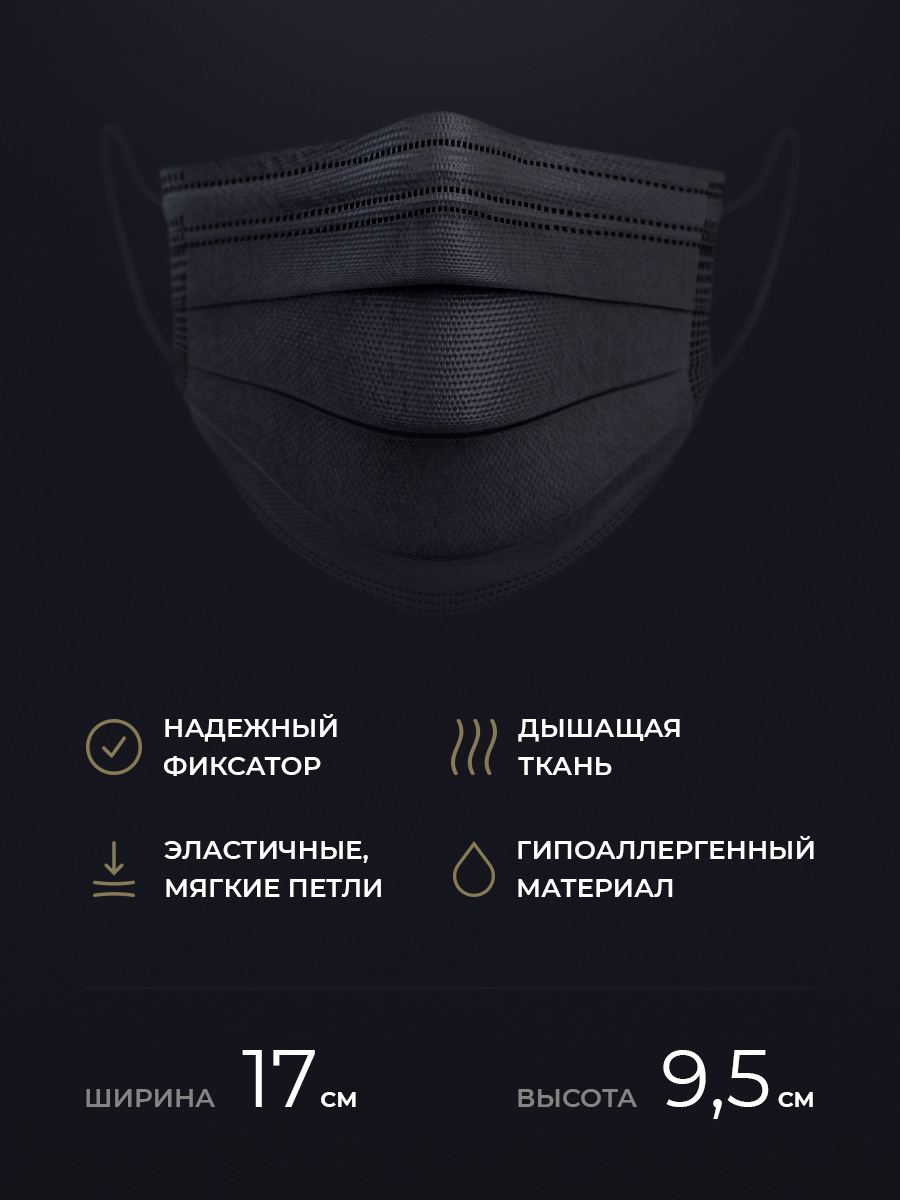 НАДЕЖНЫЙ
ФИКСАТОР
ДЫШАЩАЯ
ТКАНЬ
ЭЛАСТИЧНЫЕ,
МЯГКИЕ ПЕТЛИ
ГИПОАЛЛЕРГЕННЫЙ
МАТЕРИАЛ
ШИРИНА 17 СМ
ВЫСОТА 9,5 СМ